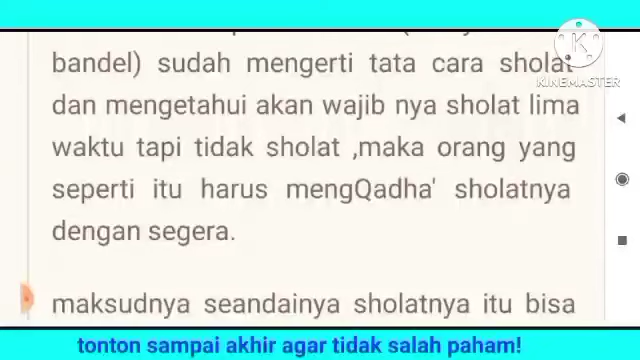 bandel) sudah mengerti tata cara sholat
dan mengetahui akan wajib nya sholat lima
waktu tapi tidak sholat ,maka orang yang
seperti itu harus mengQadha' sholatnya
dengan segera.
maksudnya seandainya sholatnya itu bisa
tonton sampai akhir agar tidak salah paham!
K
KINEMASTER